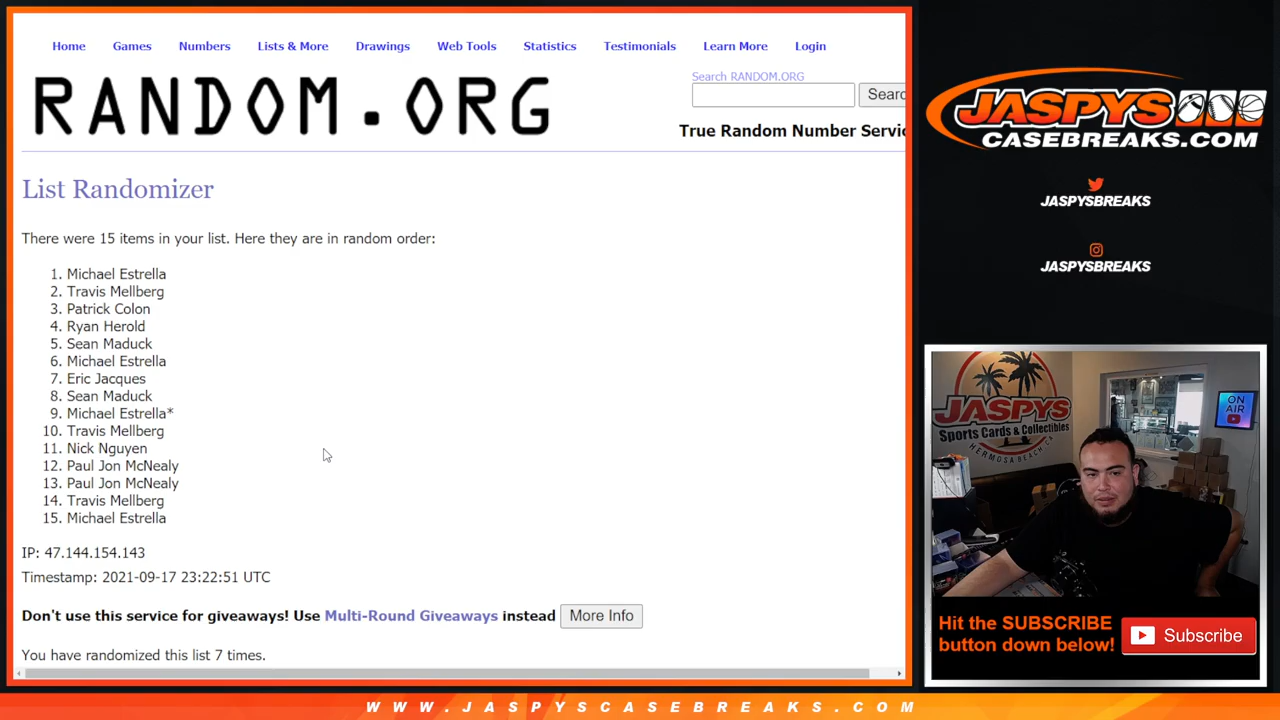 Home Games Numbers Lists & More Drawings Web Tools Statistics Testimonials Learn More Login
RANDOM.ORG
Search RANDOM.ORG
Searc
True Random Number Servic
List Randomizer
There were 15 items in your list. Here they are in random order:
1. Michael Estrella
2. Travis Mellberg
3. Patrick Colon
4. Ryan Herold
5. Sean Maduck
6. Michael Estrella
7. Eric Jacques
8. Sean Maduck
9. Michael Estrella*
10. Travis Mellberg
11. Nick Nguyen
12. Paul Jon McNealy
13. Paul Jon McNealy
14. Travis Mellberg
15. Michael Estrella
IP: 47.144.154.143
Timestamp: 2021-09-17 23:22:51 UTC
Don't use this service for giveaways! Use Multi-Round Giveaways instead More Info
You have randomized this list 7 times.
JASPYS
CASEBREAKS.COM
JASPYSBREAKS
JASPYSBREAKS
JASPYS
Sports Cards & Collectibles
HERMOSA BEACH, CA
ON
AIR
Hit the SUBSCRIBE
button down below!
Subscribe
WWW.JASPYSCASEBREAKS.COM